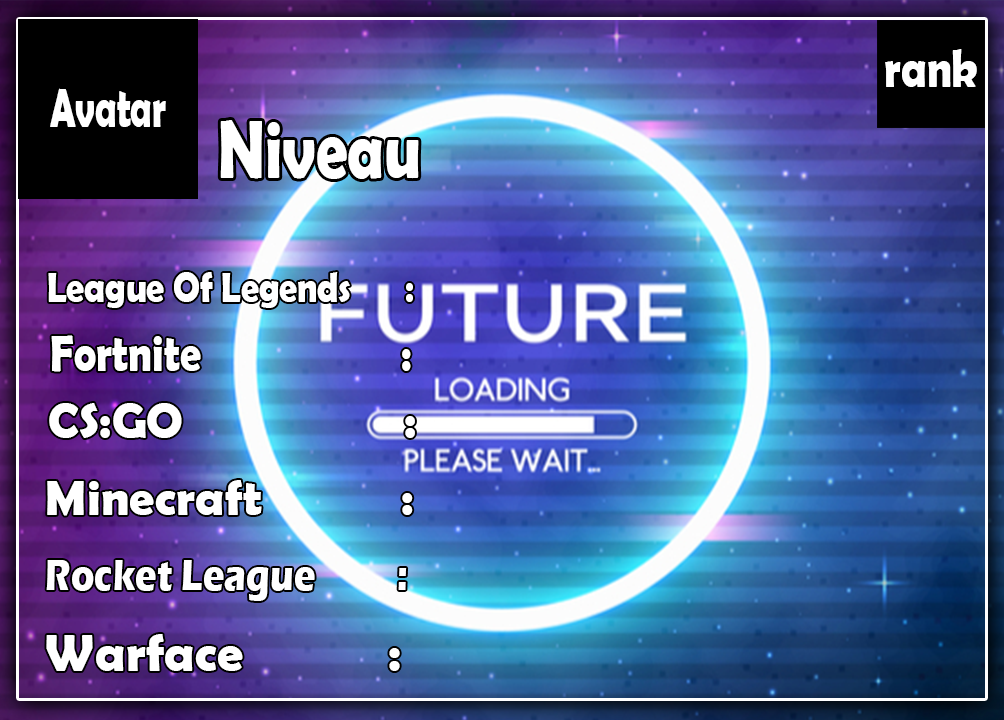 Avatar
rank
Niveau
League Of Legends :
FUTURE
Fortnite :
LOADING
CS:GO :
PLEASE WAIT...
Minecraft :
Rocket League :
Warface :